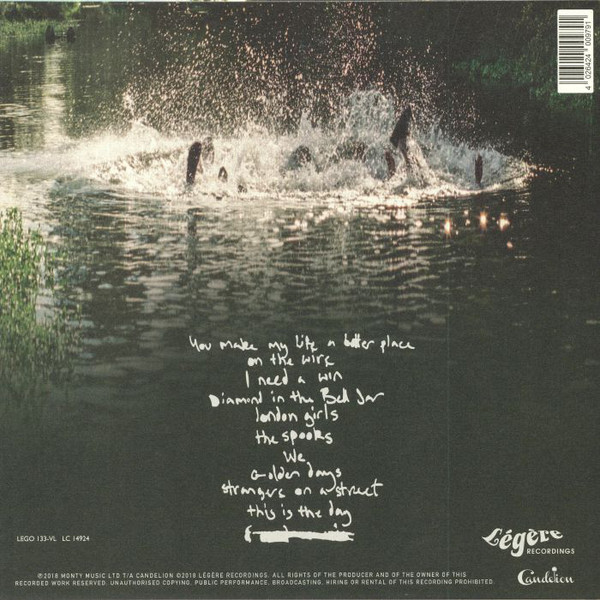 4 026424 009791
You make my life a better place
on the wire
I need a win
Diamond in the Bell Jar
london girls
the spooks
We
Golden days
strangers on a street
this is the day
LEGO 133-VL LC 14924
Légère
RECORDINGS
Candelion
℗2018 MONTY MUSIC LTD T/A CANDELION ©2018 LÉGÈRE RECORDINGS. ALL RIGHTS OF THE PRODUCER AND OF THE OWNER OF THIS
RECORDED WORK RESERVED. UNAUTHORISED COPYING, PUBLIC PERFORMANCE, BROADCASTING, HIRING OR RENTAL OF THIS RECORDING PROHIBITED.